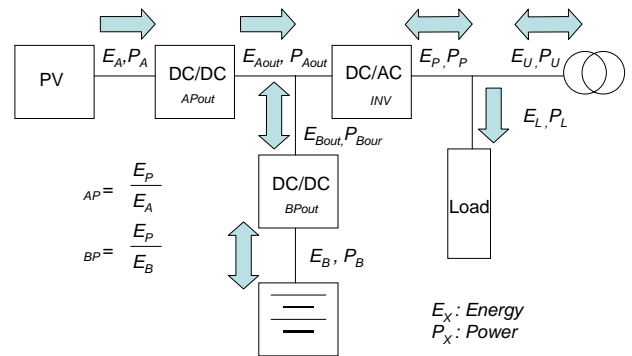 PV
E_A,P_A
DC/DC
APout
E_Aout, P_Aout
DC/AC
INV
E_P,P_P
E_U,P_U
E_L,P_L
E_Bout,P_Bour
DC/DC
BPout
Load
AP= E_P
E_A
BP= E_P
E_B
E_B, P_B
E_X: Energy
P_X: Power